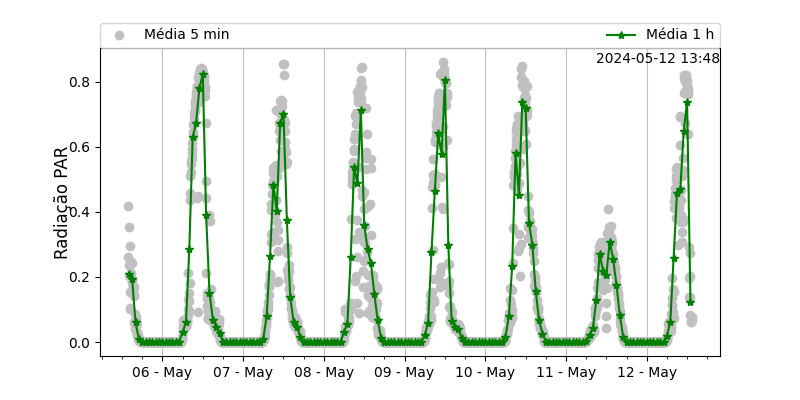 Média 5 min
Média 1 h
2024-05-12 13:48
Radiação PAR
0.8
0.6
0.4
0.2
0.0
06 - May
07 - May
08 - May
09 - May
10 - May
11 - May
12 - May